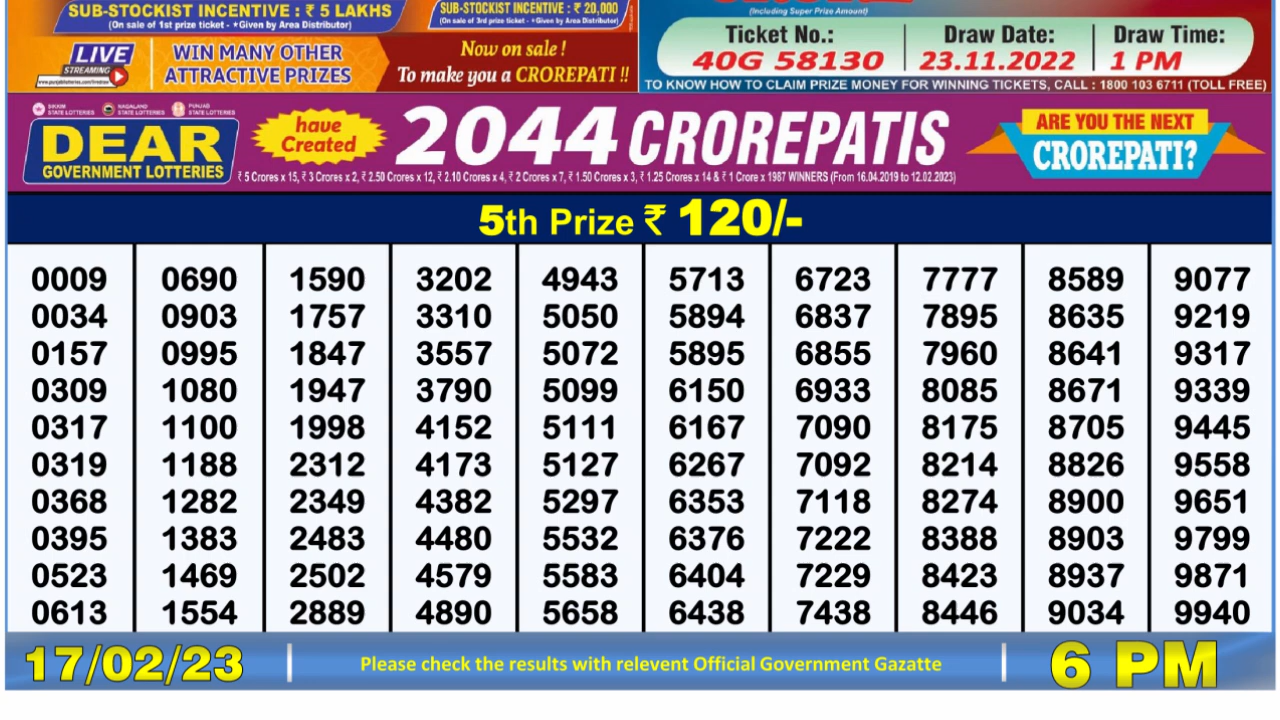 SUB-STOCKIST INCENTIVE : ₹ 5 LAKHS
(On sale of 1st prize ticket - *Given by Area Distributor)
SUB-STOCKIST INCENTIVE : ₹ 20,000
(On sale of 3rd prize ticket - *Given by Area Distributor)
LIVE
STREAMING
WIN MANY OTHER
ATTRACTIVE PRIZES
Now on sale !
To make you a CROREPATI !!
(Including Super Prize Amount)
Ticket No.:
40G 58130
Draw Date:
23.11.2022
Draw Time:
1 PM
TO KNOW HOW TO CLAIM PRIZE MONEY FOR WINNING TICKETS, CALL : 1800 103 6711 (TOLL FREE)
SIKKIM
STATE LOTTERIES
NAGALAND
STATE LOTTERIES
PUNJAB
STATE LOTTERIES
DEAR
GOVERNMENT LOTTERIES
have
Created
2044 CROREPATIS
₹ 5 Crores x 15, ₹ 3 Crores x 2, ₹ 2.50 Crores x 12, ₹ 2.10 Crores x 4, ₹ 2 Crores x 7, ₹ 1.50 Crores x 3, ₹ 1.25 Crores x 14 & ₹ 1 Crore x 1987 WINNERS (From 16.04.2019 to 12.02.2023)
ARE YOU THE NEXT
CROREPATI?
5th Prize ₹ 120/-
0009 0690 1590 3202 4943 5713 6723 7777 8589 9077
0034 0903 1757 3310 5050 5894 6837 7895 8635 9219
0157 0995 1847 3557 5072 5895 6855 7960 8641 9317
0309 1080 1947 3790 5099 6150 6933 8085 8671 9339
0317 1100 1998 4152 5111 6167 7090 8175 8705 9445
0319 1188 2312 4173 5127 6267 7092 8214 8826 9558
0368 1282 2349 4382 5297 6353 7118 8274 8900 9651
0395 1383 2483 4480 5532 6376 7222 8388 8903 9799
0523 1469 2502 4579 5583 6404 7229 8423 8937 9871
0613 1554 2889 4890 5658 6438 7438 8446 9034 9940
17/02/23
Please check the results with relevent Official Government Gazatte
6 PM